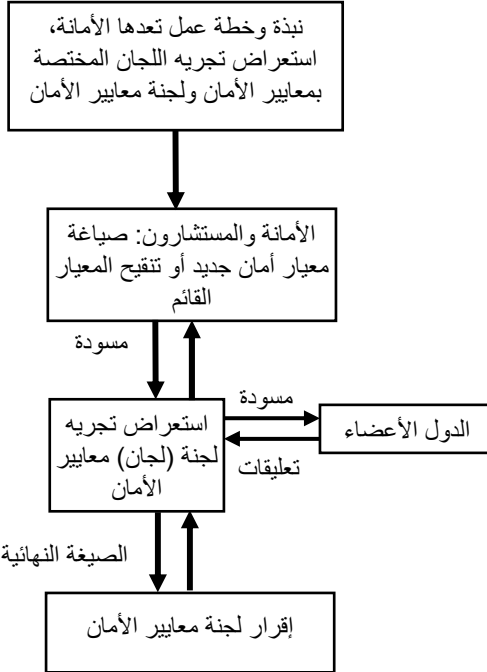 نبذة وخطة عمل تعدها الأمانة،
استعراض تجريه اللجان المختصة
بمعايير الأمان ولجنة معايير الأمان
الأمانة والمستشارون: صياغة
معيار أمان جديد أو تنقيح المعيار
القائم
مسودة
استعراض تجريه
لجنة (لجان) معايير
الأمان
مسودة
تعليقات
الدول الأعضاء
الصيغة النهائية
إقرار لجنة معايير الأمان